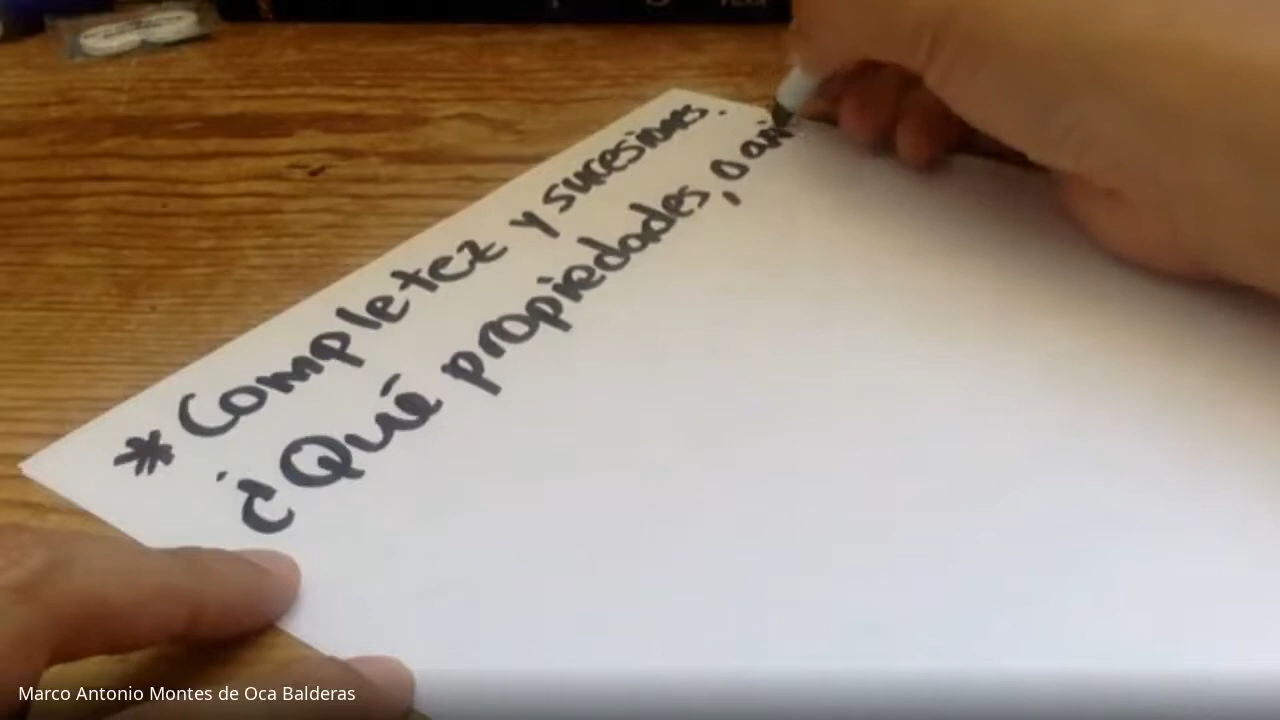 * Completez y sucesiones.
¿Qué propiedades, o
Marco Antonio Montes de Oca Balderas